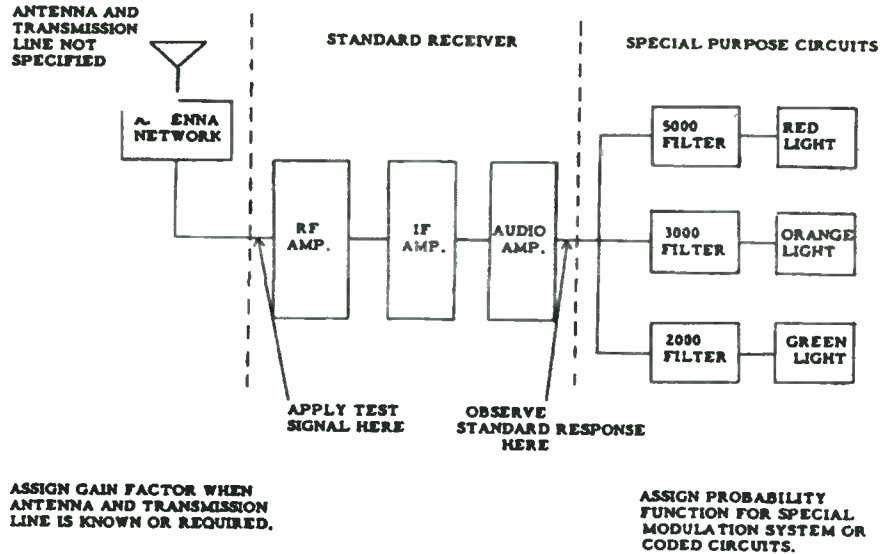 ANTENNA AND
TRANSMISSION
LINE NOT
SPECIFIED
STANDARD RECEIVER
SPECIAL PURPOSE CIRCUITS
NETWORK
RF
AMP.
IF
AMP.
AUDIO
AMP.
5000
FILTER
RED
LIGHT
3000
FILTER
ORANGE
LIGHT
2000
FILTER
GREEN
LIGHT
APPLY TEST
SIGNAL HERE
OBSERVE
STANDARD RESPONSE
HERE
ASSIGN GAIN FACTOR WHEN
ANTENNA AND TRANSMISSION
LINE IS KNOWN OR REQUIRED.
ASSIGN PROBABILITY
FUNCTION FOR SPECIAL
MODULATION SYSTEM OR
CODED CIRCUITS.